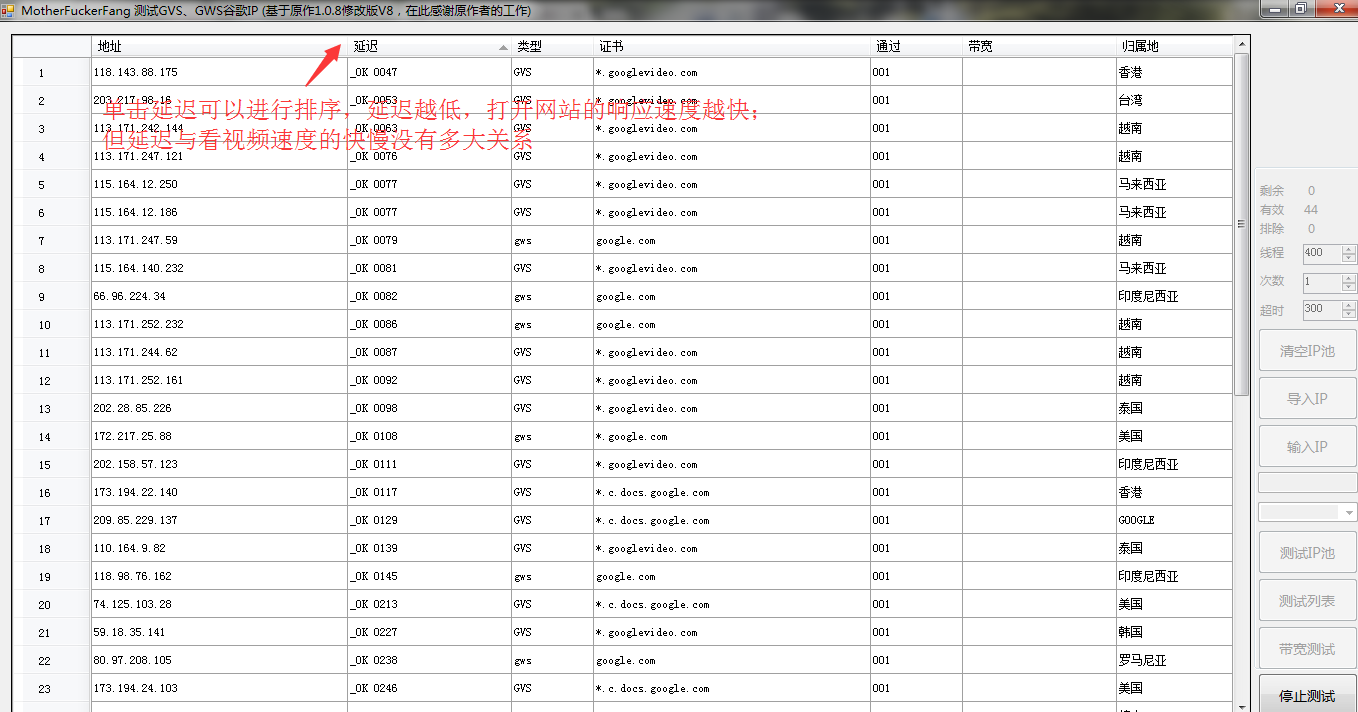 MotherFuckerFang 测试GVS、GWS谷歌IP (基于原作1.0.8修改版V8，在此感谢原作者的工作)
地址 延迟 类型 证书 通过 带宽 归属地
1 118.143.88.175 _OK 0047 GVS *.googlevideo.com 001 香港
2 203.217.98.16 _OK 0053 GVS *.googlevideo.com 001 台湾
单击延迟可以进行排序，延迟越低，打开网站的响应速度越快；
3 113.171.242.144 _OK 0063 GVS *.googlevideo.com 001 越南
但延迟与看视频速度的快慢没有多大关系
4 113.171.247.121 _OK 0076 GVS *.googlevideo.com 001 越南
5 115.164.12.250 _OK 0077 GVS *.googlevideo.com 001 马来西亚
6 115.164.12.186 _OK 0077 GVS *.googlevideo.com 001 马来西亚
7 113.171.247.59 _OK 0079 gws google.com 001 越南
8 115.164.140.232 _OK 0081 GVS *.googlevideo.com 001 马来西亚
9 66.96.224.34 _OK 0082 gws google.com 001 印度尼西亚
10 113.171.252.232 _OK 0086 gws google.com 001 越南
11 113.171.244.62 _OK 0087 GVS *.googlevideo.com 001 越南
12 113.171.252.161 _OK 0092 GVS *.googlevideo.com 001 越南
13 202.28.85.226 _OK 0098 GVS *.googlevideo.com 001 泰国
14 172.217.25.88 _OK 0108 gws *.google.com 001 美国
15 202.158.57.123 _OK 0111 GVS *.googlevideo.com 001 印度尼西亚
16 173.194.22.140 _OK 0117 GVS *.c.docs.google.com 001 香港
17 209.85.229.137 _OK 0129 GVS *.c.docs.google.com 001 GOOGLE
18 110.164.9.82 _OK 0139 GVS *.googlevideo.com 001 泰国
19 118.98.76.162 _OK 0145 gws google.com 001 印度尼西亚
20 74.125.103.28 _OK 0213 GVS *.c.docs.google.com 001 美国
21 59.18.35.141 _OK 0227 GVS *.googlevideo.com 001 韩国
22 80.97.208.105 _OK 0238 gws google.com 001 罗马尼亚
23 173.194.24.103 _OK 0246 GVS *.c.docs.google.com 001 美国
剩余 0
有效 44
排除 0
线程 400
次数 1
超时 300
清空IP池
导入IP
输入IP
测试IP池
测试列表
带宽测试
停止测试